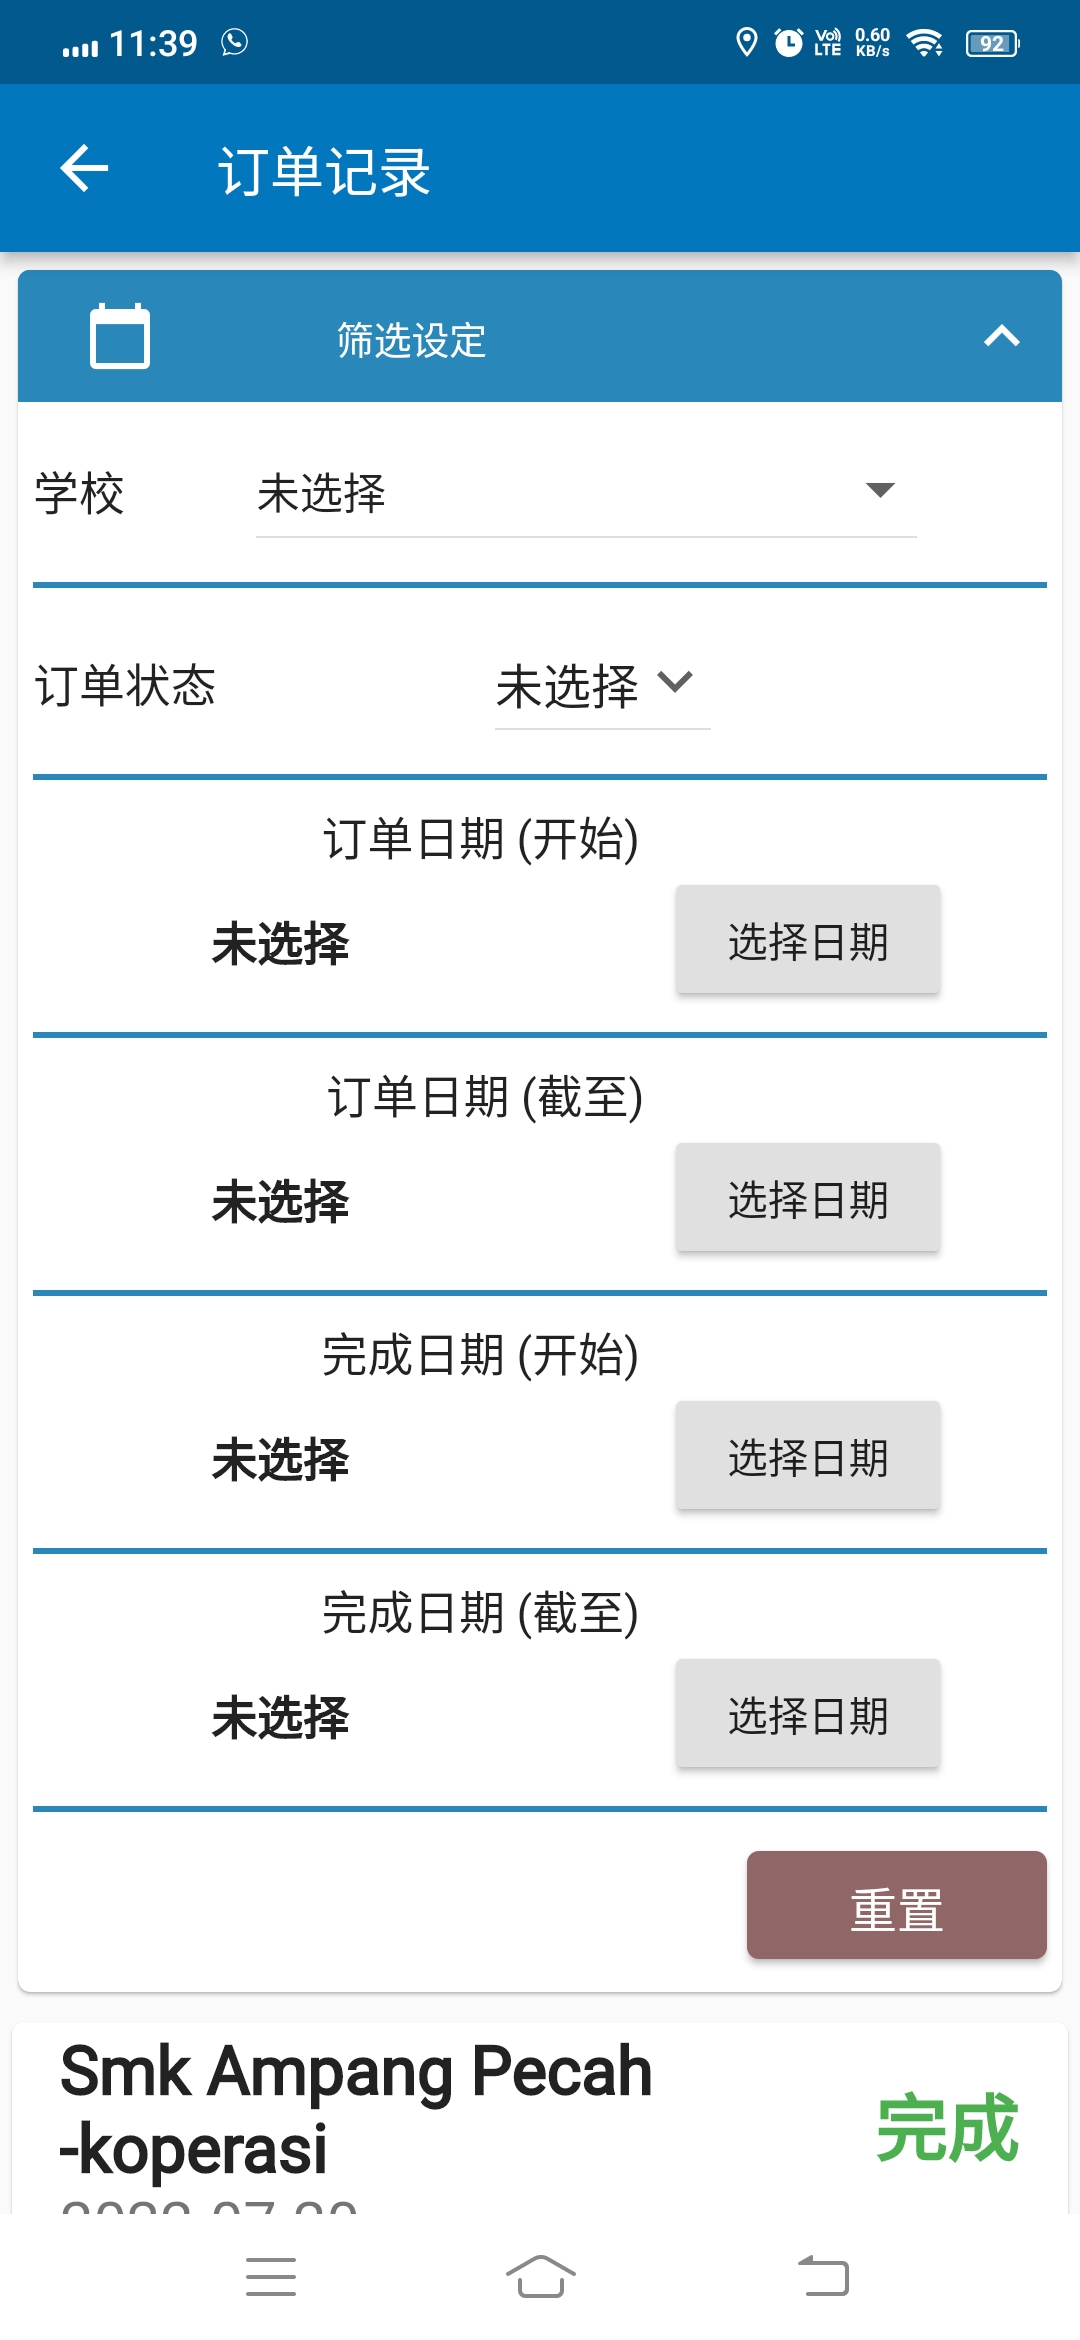 11:39
Vo)) LTE 0.60 KB/s 92
订单记录
筛选设定
学校 未选择
订单状态 未选择
订单日期 (开始)
未选择 选择日期
订单日期 (截至)
未选择 选择日期
完成日期 (开始)
未选择 选择日期
完成日期 (截至)
未选择 选择日期
重置
Smk Ampang Pecah
-koperasi
完成